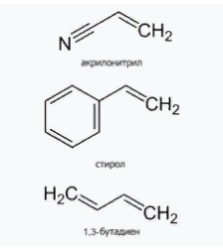 N CH₂
акрилонитрил
CH₂
стирол
H₂C
CH₂
1,3-бутадиен